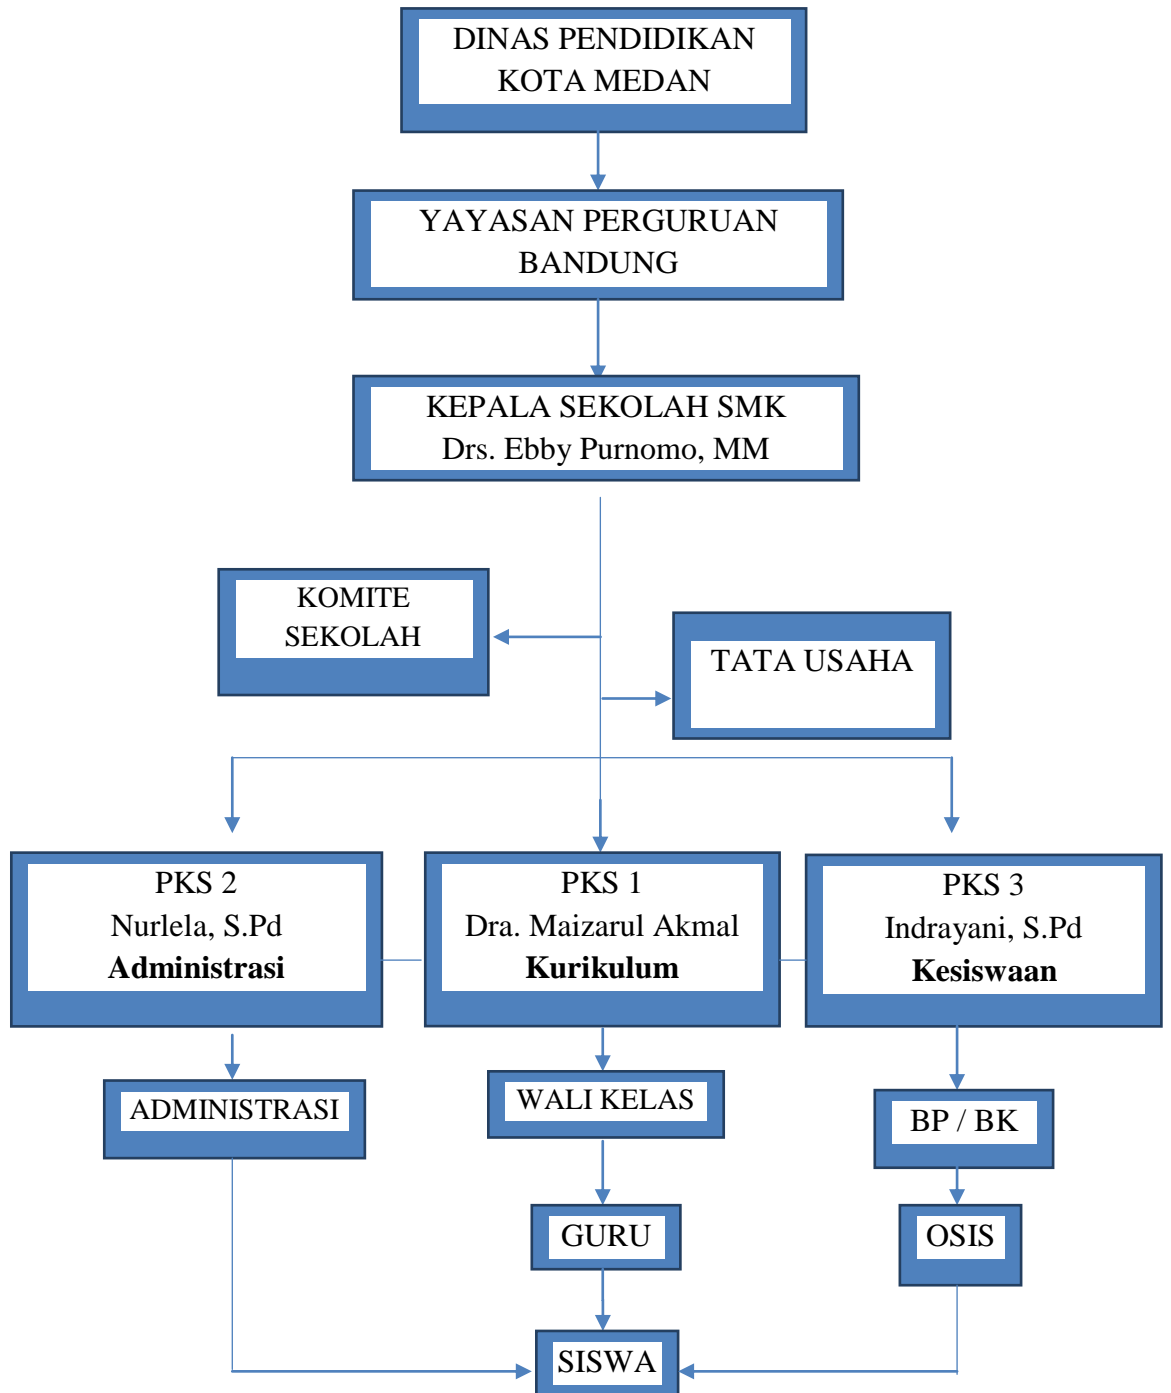 DINAS PENDIDIKAN
KOTA MEDAN
YAYASAN PERGURUAN
BANDUNG
KEPALA SEKOLAH SMK
Drs. Ebby Purnomo, MM
KOMITE
SEKOLAH
TATA USAHA
PKS 2
Nurlela, S.Pd
Administrasi
PKS 1
Dra. Maizarul Akmal
Kurikulum
PKS 3
Indrayani, S.Pd
Kesiswaan
ADMINISTRASI
WALI KELAS
BP / BK
GURU
OSIS
SISWA